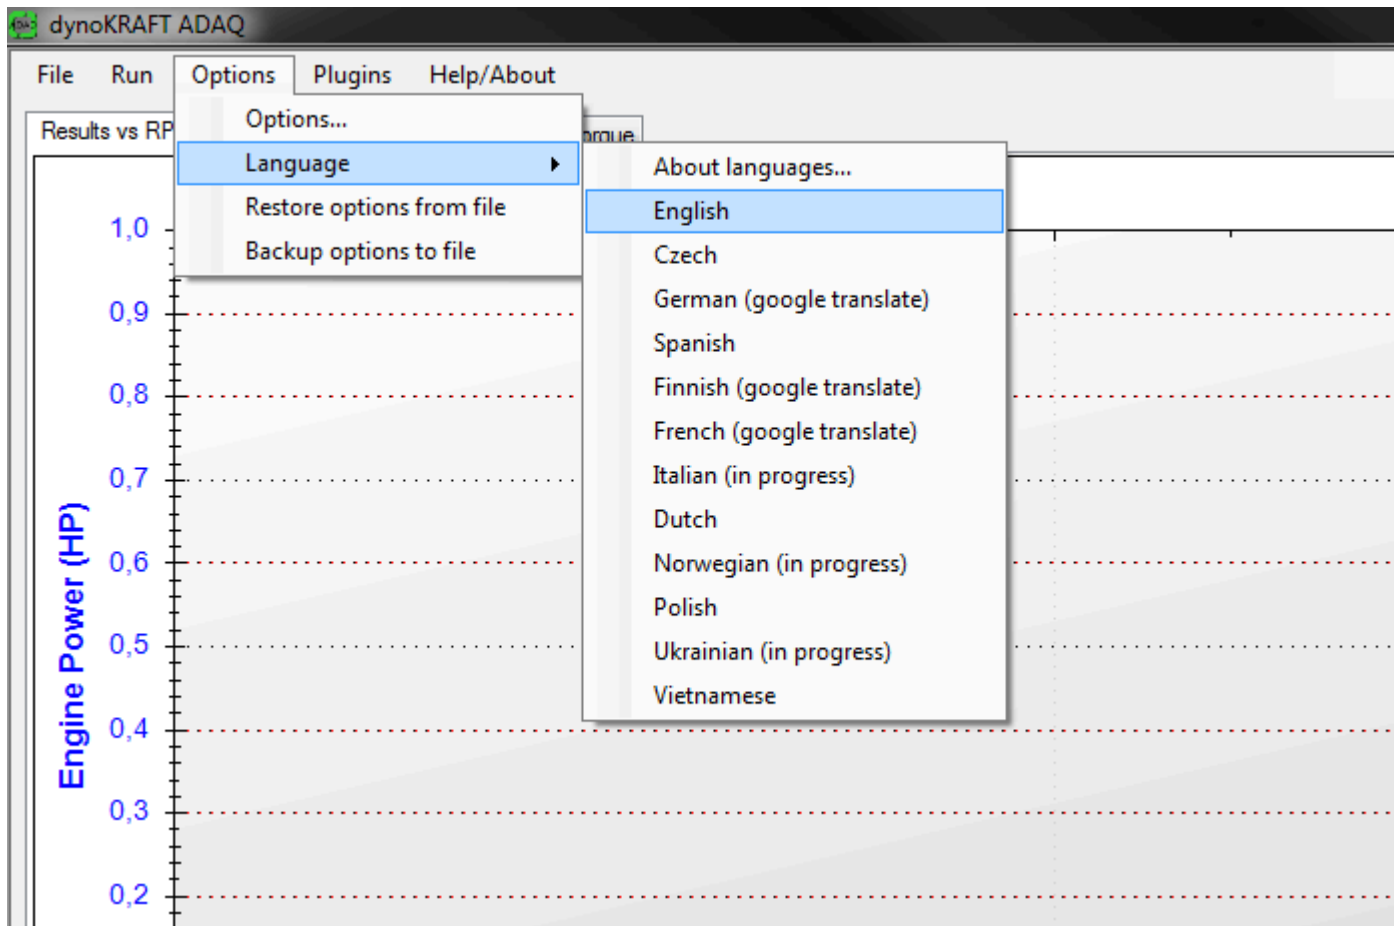 dynoKRAFT ADAQ
File Run Options Plugins Help/About
Options...
Language
Restore options from file
Backup options to file
Results vs RP
About languages...
English
Czech
German (google translate)
Spanish
Finnish (google translate)
French (google translate)
Italian (in progress)
Dutch
Norwegian (in progress)
Polish
Ukrainian (in progress)
Vietnamese
Engine Power (HP)
1,0
0,9
0,8
0,7
0,6
0,5
0,4
0,3
0,2